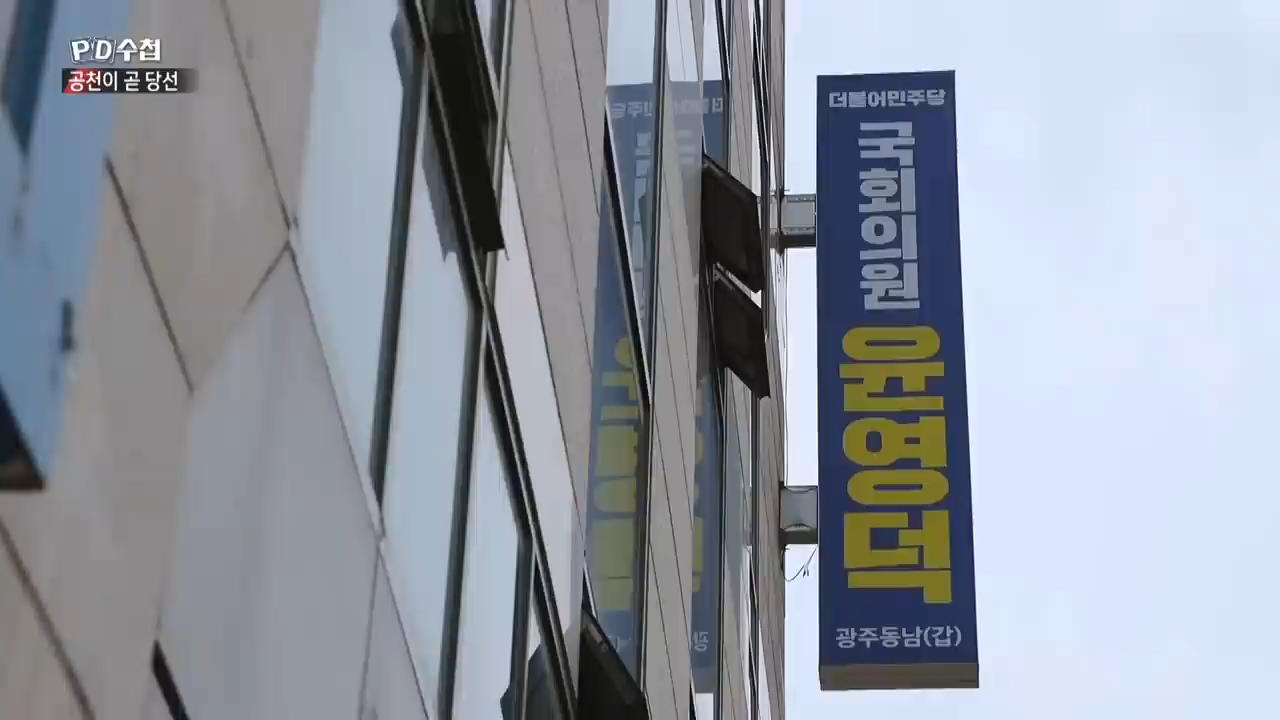 PD수첩
공천이 곧 당선
더불어민주당
국회의원
윤영덕
광주동남(갑)